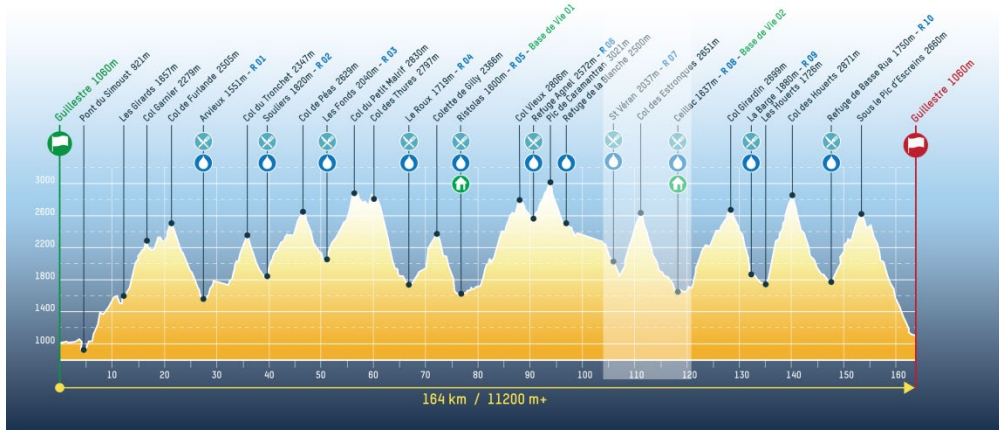 Guillestre 1060m
Pont du Simoust 921m
Les Girards 1657m
Col Garnier 2279m
Col de Furfande 2505m
Arvieux 1551m - R 01
Col du Tronchet 2347m
Souliers 1820m - R 02
Col de Péas 2629m
Les Fonds 2040m - R 03
Col du Petit Malrif 2830m
Col des Thures 2797m
Le Roux 1719m - R 04
Colette de Gilly 2366m
Ristolas 1600m - R 05 - Base de Vie 01
Col Vieux 2806m
Refuge Agnel 2572m - R 06
Pic de Caramantran 3021m
Refuge de la Blanche 2500m
St Véran 2037m - R 07
Col des Estronques 2651m
Ceillac 1637m - R 08 - Base de Vie 02
Col Girardin 2699m
La Barge 1880m - R 09
Les Houerts 1726m
Col des Houerts 2871m
Refuge de Basse Rua 1750m - R 10
Sous le Pic d'Escreins 2660m
Guillestre 1060m
3000
2600
2200
1800
1400
1000
10 20 30 40 50 60 70 80 90 100 110 120 130 140 150 160
164 km / 11200 m+